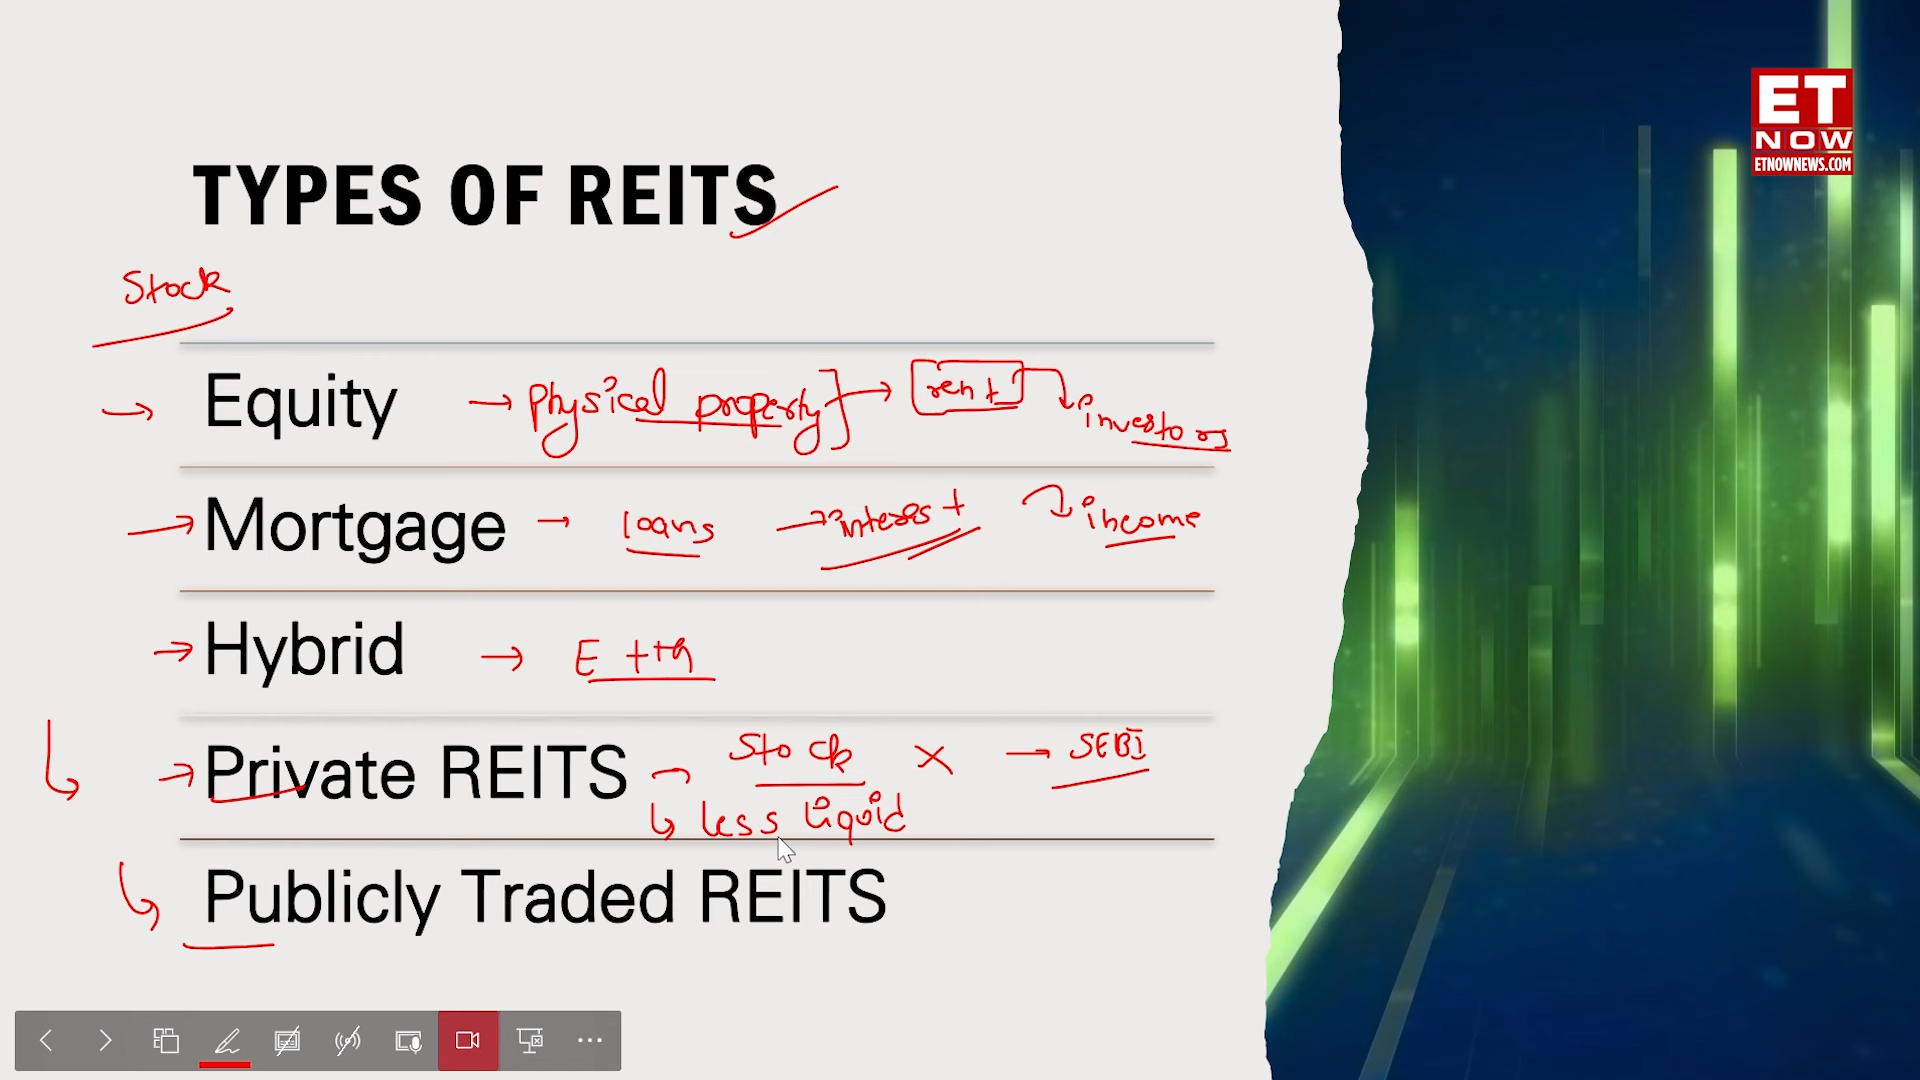 ET
NOW
ETNOWNEWS.COM
TYPES OF REITS
Stock
Equity → Physical property → rent investors
Mortgage → loans → interest income
Hybrid → E +
Private REITS → Stock × → SEBI
less liquid
Publicly Traded REITS